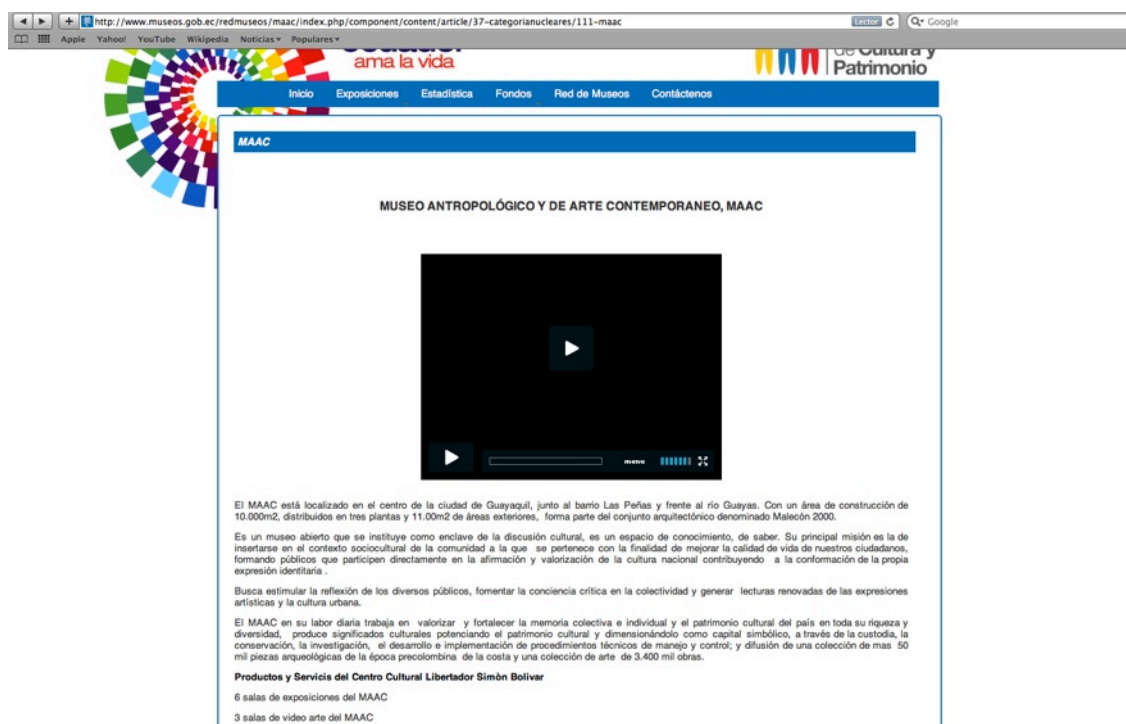 http://www.museos.gob.ec/redmuseos/maac/index.php/component/content/article/37-categorianucleares/111-maac
Lector
Google
Apple Yahoo! YouTube Wikipedia Noticias Populares
ecuador
ama la vida
de Cultura y
Patrimonio
Inicio Exposiciones Estadística Fondos Red de Museos Contáctenos
MAAC
MUSEO ANTROPOLÓGICO Y DE ARTE CONTEMPORANEO, MAAC
menu
El MAAC está localizado en el centro de la ciudad de Guayaquil, junto al barrio Las Peñas y frente al río Guayas. Con un área de construcción de
10.000m2, distribuidos en tres plantas y 11.00m2 de áreas exteriores, forma parte del conjunto arquitectónico denominado Malecón 2000.
Es un museo abierto que se instituye como enclave de la discusión cultural, es un espacio de conocimiento, de saber. Su principal misión es la de
insertarse en el contexto sociocultural de la comunidad a la que se pertenece con la finalidad de mejorar la calidad de vida de nuestros ciudadanos,
formando públicos que participen directamente en la afirmación y valorización de la cultura nacional contribuyendo a la conformación de la propia
expresión identitaria .
Busca estimular la reflexión de los diversos públicos, fomentar la conciencia crítica en la colectividad y generar lecturas renovadas de las expresiones
artísticas y la cultura urbana.
El MAAC en su labor diaria trabaja en valorizar y fortalecer la memoria colectiva e individual y el patrimonio cultural del país en toda su riqueza y
diversidad, produce significados culturales potenciando el patrimonio cultural y dimensionándolo como capital simbólico, a través de la custodia, la
conservación, la investigación, el desarrollo e implementación de procedimientos técnicos de manejo y control; y difusión de una colección de mas 50
mil piezas arqueológicas de la época precolombina de la costa y una colección de arte de 3.400 mil obras.
Productos y Servicis del Centro Cultural Libertador Simòn Bolivar
6 salas de exposiciones del MAAC
3 salas de video arte del MAAC